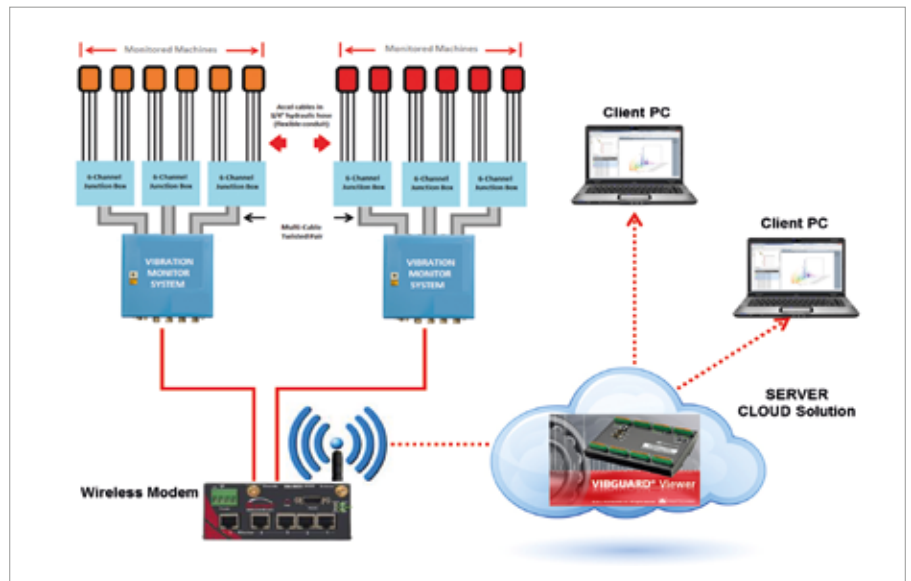 Monitored Machines
Monitored Machines
Accel cables in
3/4" hydraulic hose
(flexible conduit)
6-Channel
Junction Box
6-Channel
Junction Box
6-Channel
Junction Box
6-Channel
Junction Box
6-Channel
Junction Box
6-Channel
Junction Box
Multi-Cable
Twisted Pair
VIBRATION
MONITOR
SYSTEM
VIBRATION
MONITOR
SYSTEM
Client PC
Client PC
SERVER
CLOUD Solution
VIBGUARD® Viewer
Wireless Modem